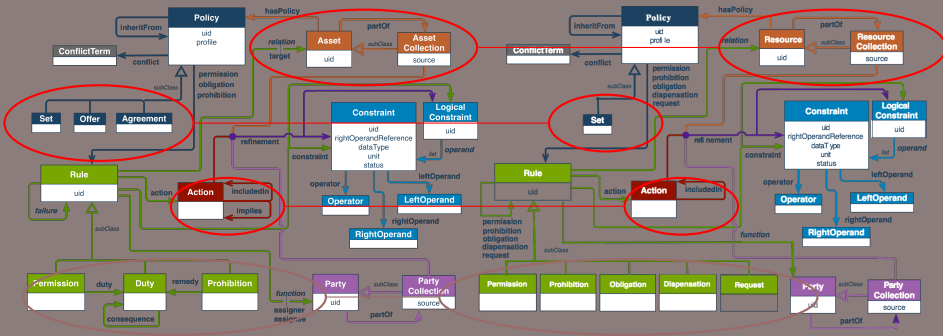 Policy
uid
profile
inheritFrom
ConflictTerm
conflict
hasPolicy
permission
obligation
prohibition
subClass
Set
Offer
Agreement
relation
target
Asset
uid
partOf
subClass
Asset
Collection
source
Constraint
uid
rightOperandReference
dataType
unit
status
Logical
Constraint
uid
refinement
constraint
operand
list
operator
leftOperand
rightOperand
Operator
LeftOperand
RightOperand
Rule
uid
failure
subClass
action
Action
includedIn
implies
Permission
duty
Duty
remedy
Prohibition
consequence
function
assigner
assignee
Party
uid
subClass
partOf
Party
Collection
source
Policy
uid
profile
inheritFrom
ConflictTerm
conflict
hasPolicy
permission
prohibition
obligation
dispensation
request
subClass
Set
relation
Resource
uid
partOf
subClass
Resource
Collection
source
Constraint
uid
rightOperandReference
dataType
unit
status
Logical
Constraint
uid
refinement
constraint
operand
list
operator
leftOperand
rightOperand
Operator
LeftOperand
RightOperand
Rule
uid
permission
prohibition
obligation
dispensation
request
subClass
action
Action
includedIn
function
Permission
Prohibition
Obligation
Dispensation
Request
Party
uid
subClass
partOf
Party
Collection
source